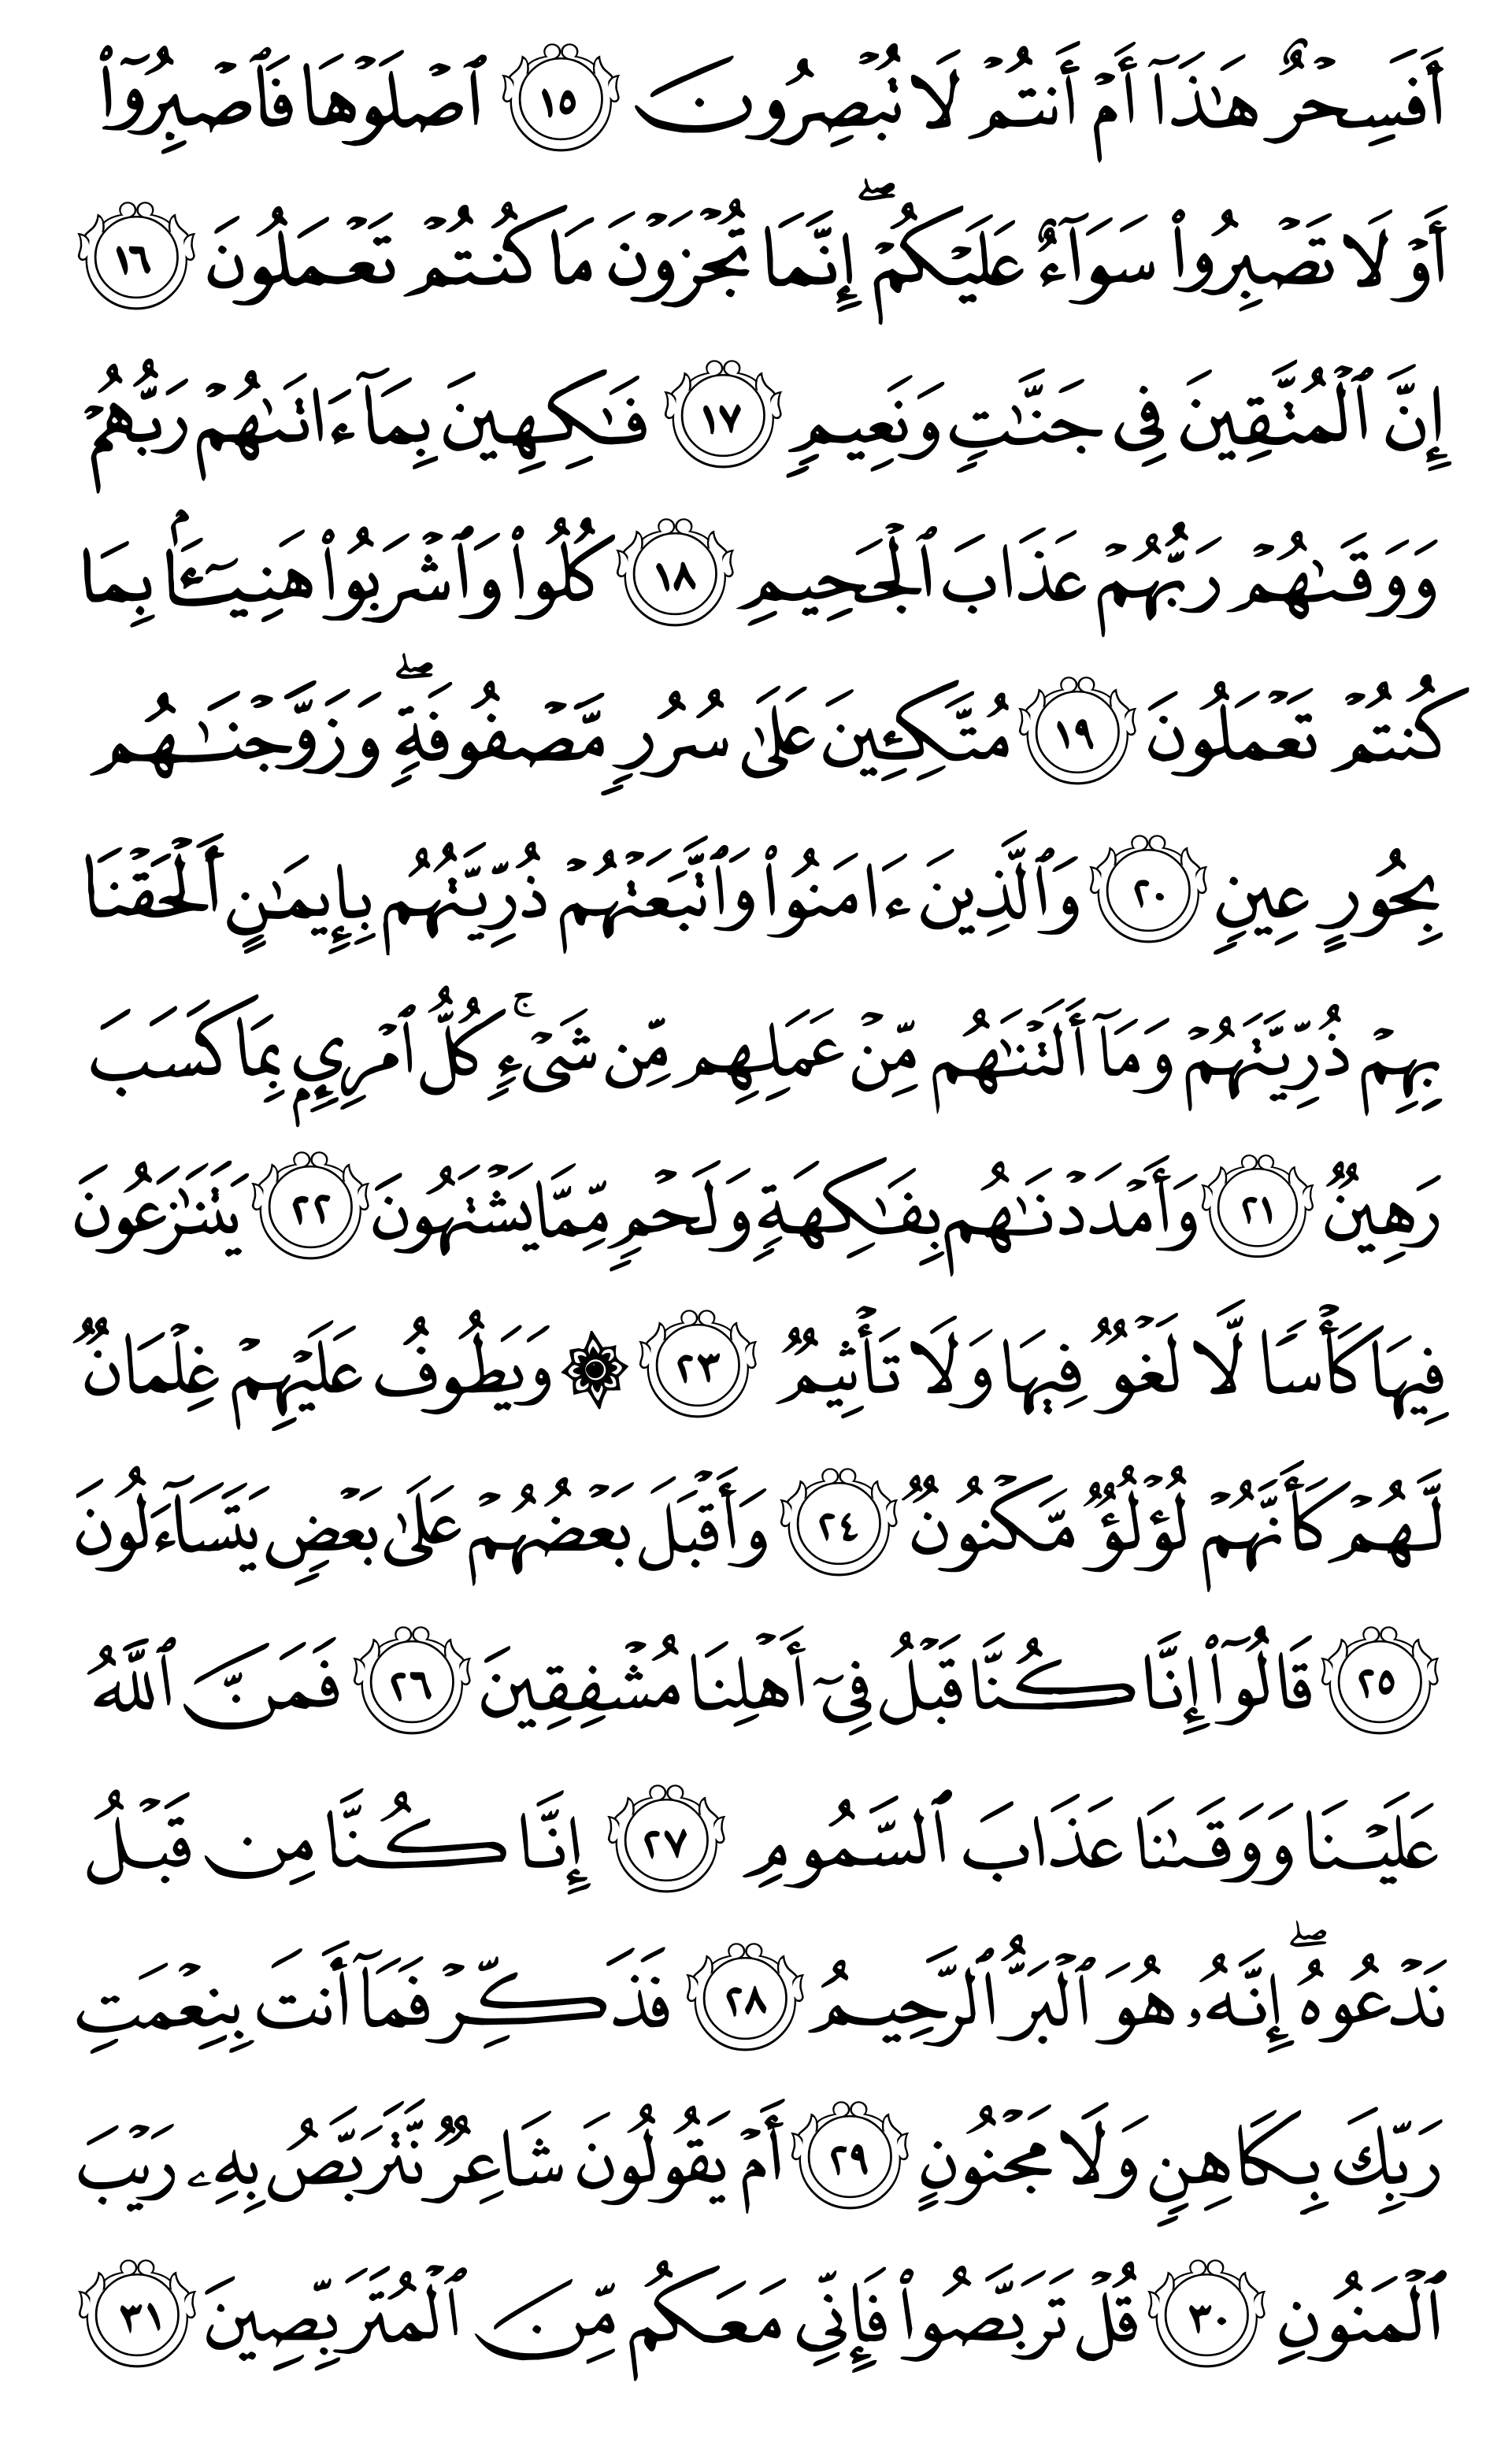 أَفَسِحۡرٌ هَٰذَآ أَمۡ أَنتُمۡ لَا تُبۡصِرُونَ ١٥ ٱصۡلَوۡهَا فَٱصۡبِرُوٓاْ
أَوۡ لَا تَصۡبِرُواْ سَوَآءٌ عَلَيۡكُمۡۖ إِنَّمَا تُجۡزَوۡنَ مَا كُنتُمۡ تَعۡمَلُونَ ١٦
إِنَّ ٱلۡمُتَّقِينَ فِي جَنَّٰتٖ وَنَعِيمٖ ١٧ فَٰكِهِينَ بِمَآ ءَاتَىٰهُمۡ رَبُّهُمۡ
وَوَقَىٰهُمۡ رَبُّهُمۡ عَذَابَ ٱلۡجَحِيمِ ١٨ كُلُواْ وَٱشۡرَبُواْ هَنِيٓـَٔۢا بِمَا
كُنتُمۡ تَعۡمَلُونَ ١٩ مُتَّكِـِٔينَ عَلَىٰ سُرُرٖ مَّصۡفُوفَةٖۖ وَزَوَّجۡنَٰهُم
بِحُورٍ عِينٖ ٢٠ وَٱلَّذِينَ ءَامَنُواْ وَٱتَّبَعَتۡهُمۡ ذُرِّيَّتُهُم بِإِيمَٰنٍ أَلۡحَقۡنَا
بِهِمۡ ذُرِّيَّتَهُمۡ وَمَآ أَلَتۡنَٰهُم مِّنۡ عَمَلِهِم مِّن شَيۡءٖۚ كُلُّ ٱمۡرِيِٕۭ بِمَا كَسَبَ
رَهِينٞ ٢١ وَأَمۡدَدۡنَٰهُم بِفَٰكِهَةٖ وَلَحۡمٖ مِّمَّا يَشۡتَهُونَ ٢٢ يَتَنَٰزَعُونَ
فِيهَا كَأۡسٗا لَّا لَغۡوٞ فِيهَا وَلَا تَأۡثِيمٞ ٢٣ ۞ وَيَطُوفُ عَلَيۡهِمۡ غِلۡمَانٞ
لَّهُمۡ كَأَنَّهُمۡ لُؤۡلُؤٞ مَّكۡنُونٞ ٢٤ وَأَقۡبَلَ بَعۡضُهُمۡ عَلَىٰ بَعۡضٖ يَتَسَآءَلُونَ
٢٥ قَالُوٓاْ إِنَّا كُنَّا قَبۡلُ فِيٓ أَهۡلِنَا مُشۡفِقِينَ ٢٦ فَمَنَّ ٱللَّهُ
عَلَيۡنَا وَوَقَىٰنَا عَذَابَ ٱلسَّمُومِ ٢٧ إِنَّا كُنَّا مِن قَبۡلُ
نَدۡعُوهُۖ إِنَّهُۥ هُوَ ٱلۡبَرُّ ٱلرَّحِيمُ ٢٨ فَذَكِّرۡ فَمَآ أَنتَ بِنِعۡمَتِ
رَبِّكَ بِكَاهِنٖ وَلَا مَجۡنُونٍ ٢٩ أَمۡ يَقُولُونَ شَاعِرٞ نَّتَرَبَّصُ بِهِۦ رَيۡبَ
ٱلۡمَنُونِ ٣٠ قُلۡ تَرَبَّصُواْ فَإِنِّي مَعَكُم مِّنَ ٱلۡمُتَرَبِّصِينَ ٣١